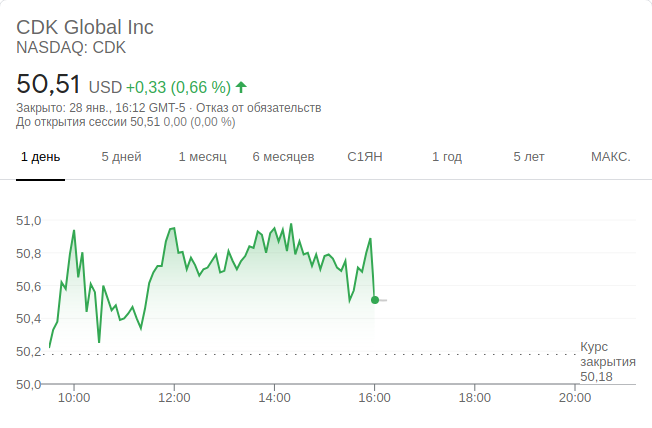 CDK Global Inc
NASDAQ: CDK
50,51 USD +0,33 (0,66 %)
Закрыто: 28 янв., 16:12 GMT-5 · Отказ от обязательств
До открытия сессии 50,51 0,00 (0,00 %)
1 день 5 дней 1 месяц 6 месяцев С1ЯН 1 год 5 лет МАКС.
51,0
50,8
50,6
50,4
50,2
50,0
Курс
закрытия
50,18
10:00 12:00 14:00 16:00 18:00 20:00